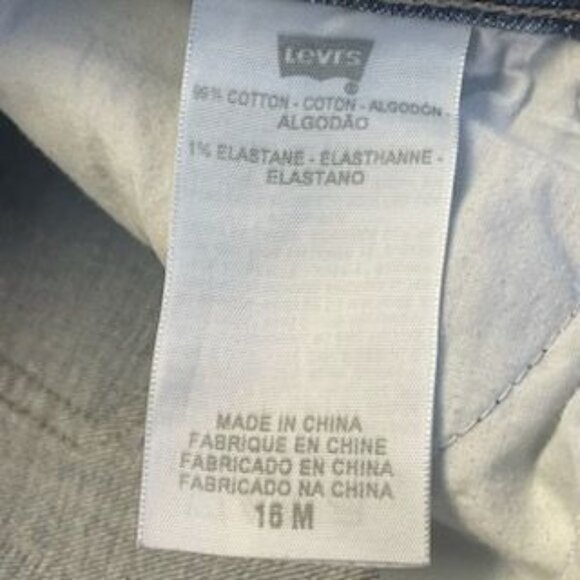 Levi's
®
99% COTTON - COTON - ALGODÓN -
ALGODÃO
1% ELASTANE - ÉLASTHANNE -
ELASTANO
MADE IN CHINA
FABRIQUE EN CHINE
FABRICADO EN CHINA
FABRICADO NA CHINA
16 M